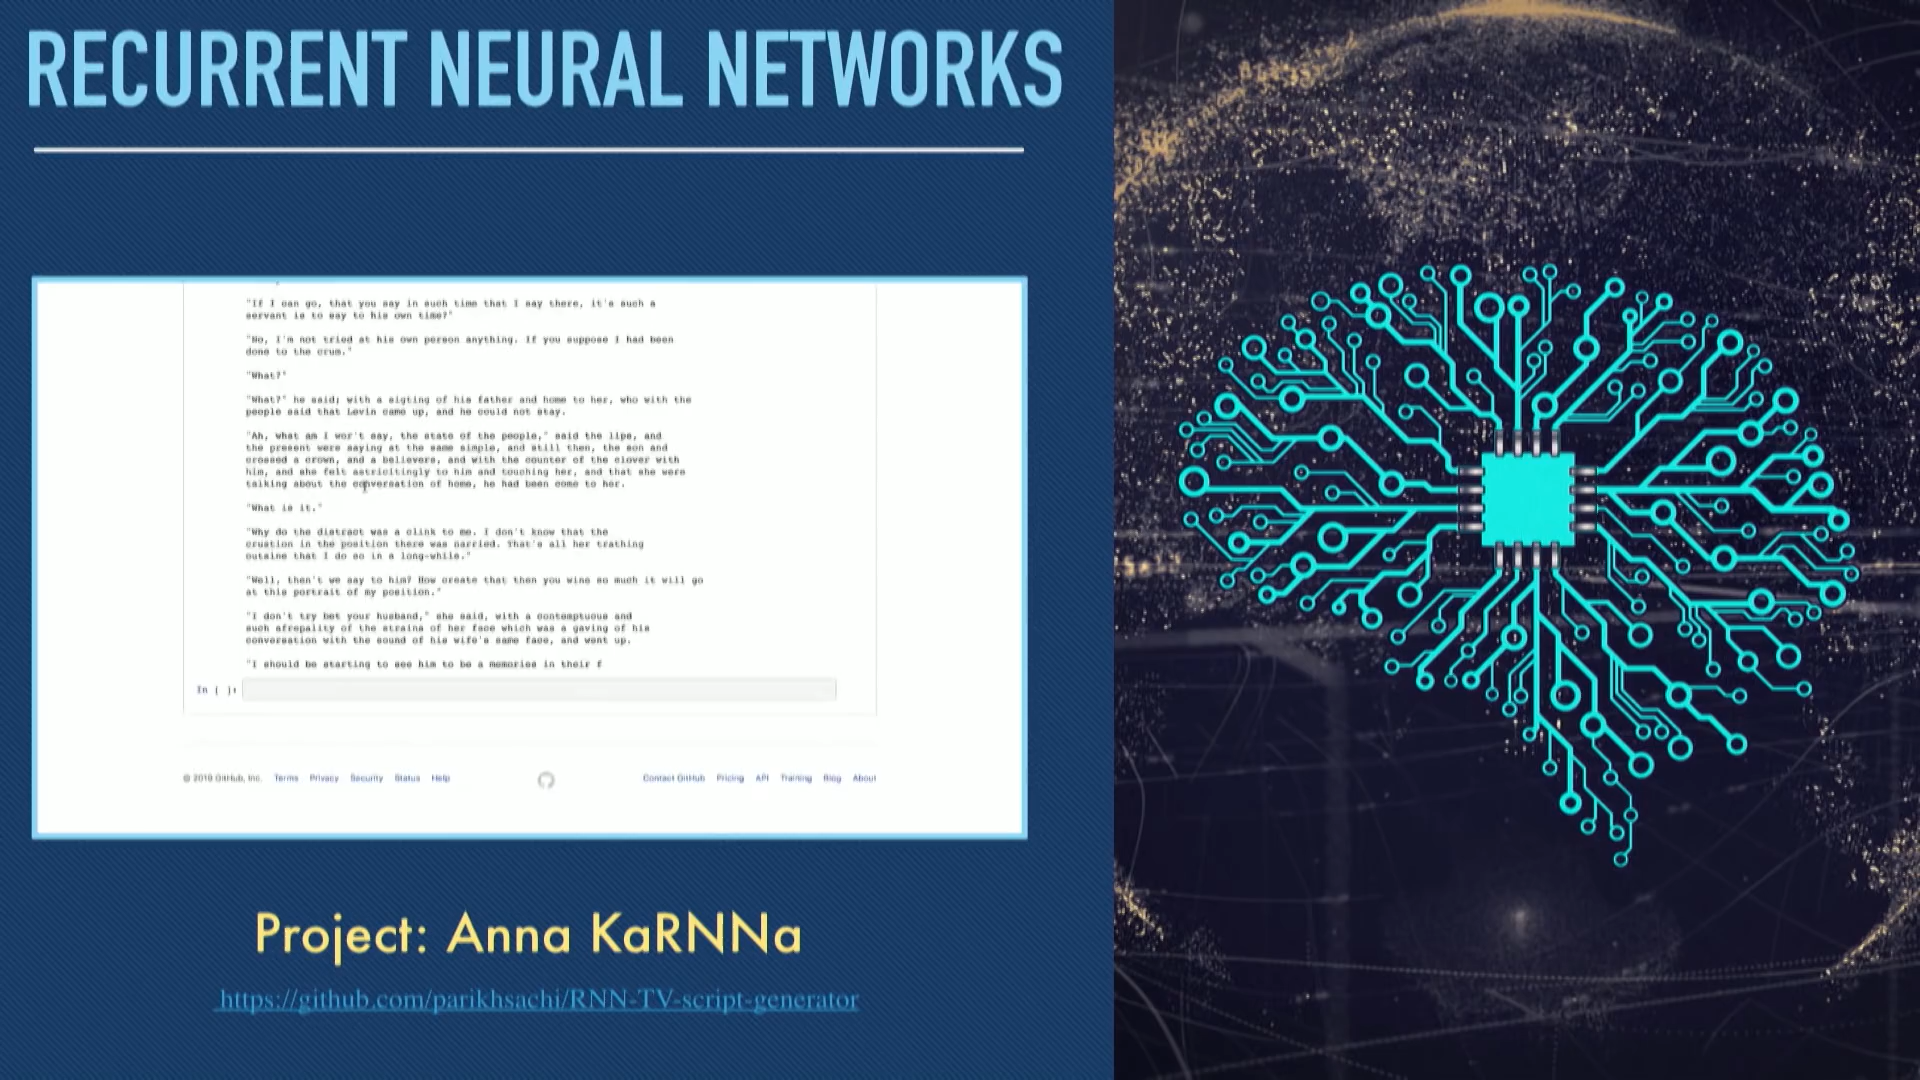 RECURRENT NEURAL NETWORKS
"If I can go, that you say in such time that I say there, it's such a
servant is to say to his own time?"
"No, I'm not tried at his own person anything. If you suppose I had been
done to the crum."
"What?"
"What?" he said; with a sigting of his father and home to her, who with the
people said that Levin came up, and he could not stay.
"Ah, what am I wor't say, the state of the people," said the lips, and
the present were saying at the same simple, and still then, the son and
crossed a crown, and a believers, and with the counter of the clover with
him, and she felt astricitingly to him and touching her, and that she were
talking about the conversation of home, he had been come to her.
"What is it."
"Why do the distract was a clink to me. I don't know that the
cruation in the position there was carried. That's all her trathing
outsine that I do so in a long-while."
"Well, then't we say to him? How create that then you wine so much it will go
at this portrait of my position."
"I don't try bet your husband," she said, with a contemptuous and
such afrepality of the strains of her face which was a gaving of his
conversation with the sound of his wife's same face, and went up.
"I should be starting to see him to be a memories in their f
In [ ]:
© 2019 GitHub, Inc. Terms Privacy Security Status Help Contact GitHub Pricing API Training Blog About
Project: Anna KaRNNa
https://github.com/parikhsachi/RNN-TV-script-generator